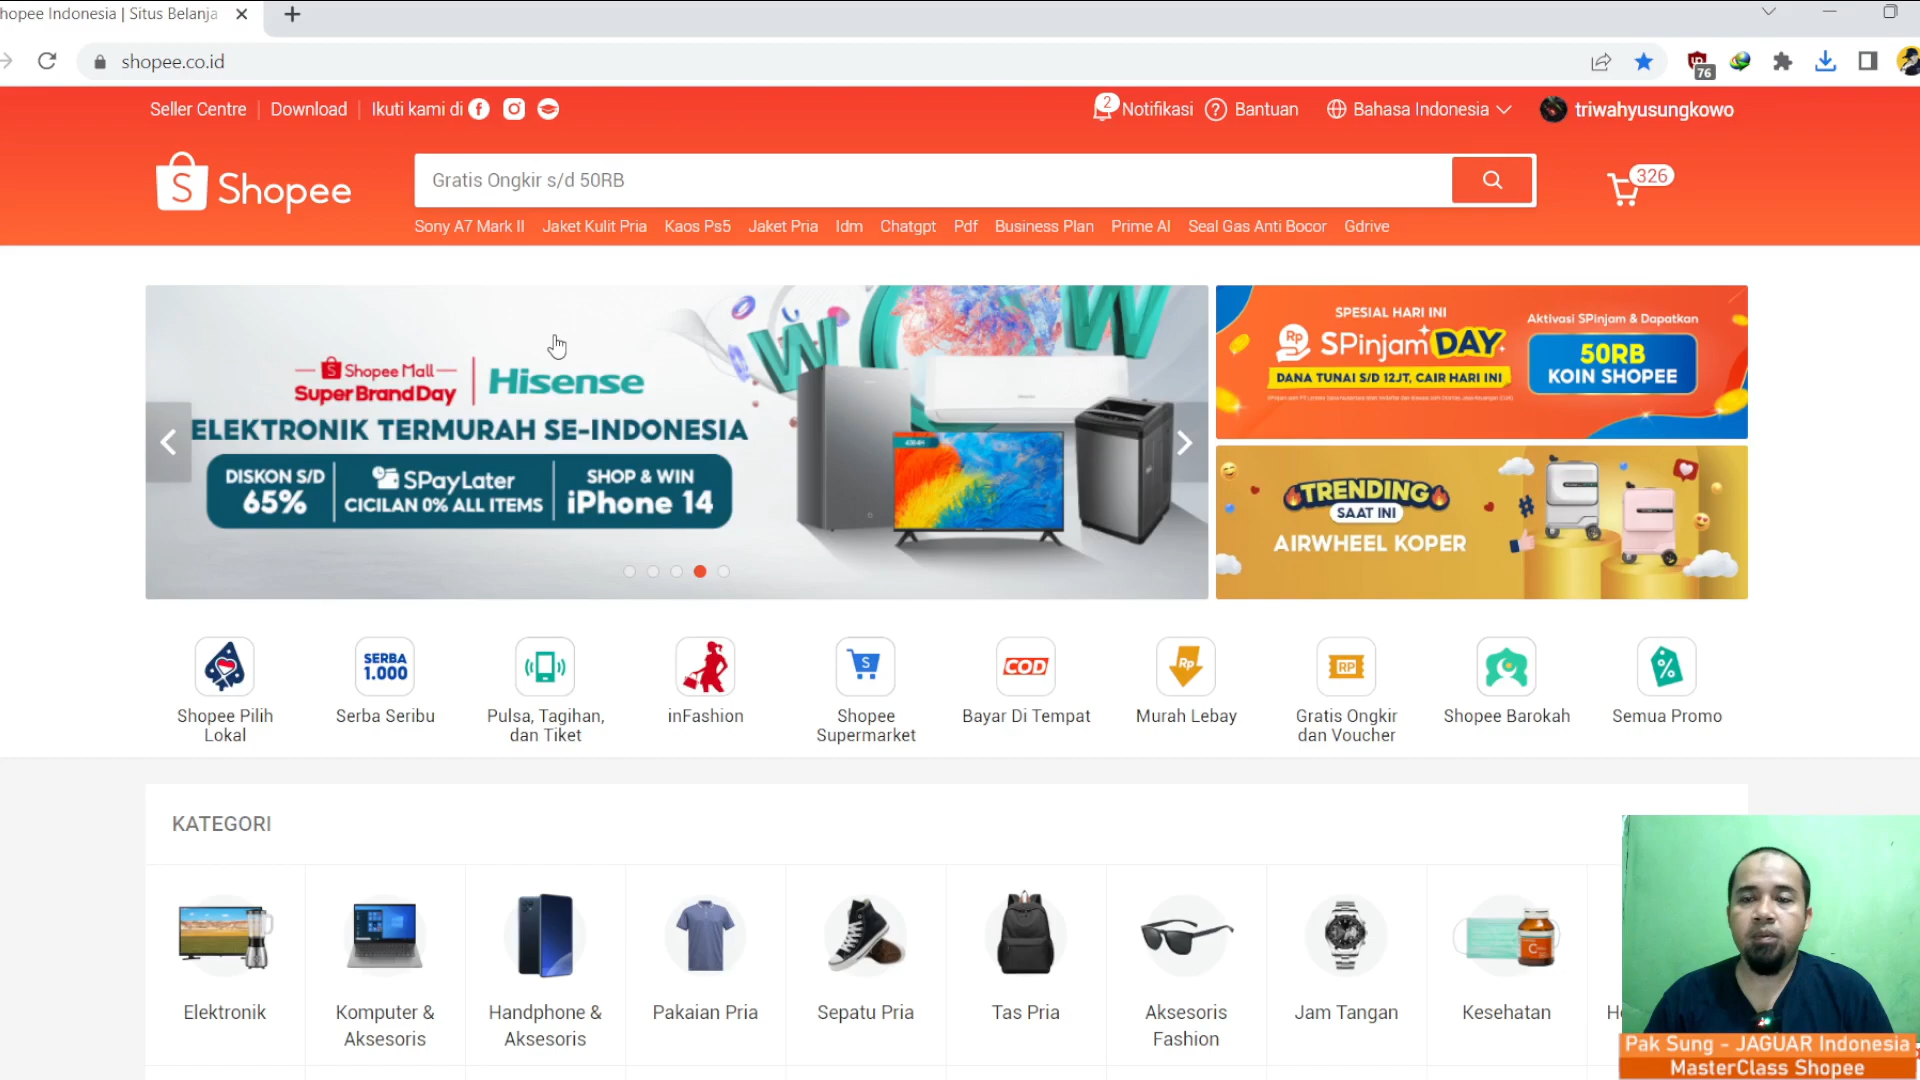 hopee Indonesia | Situs Belanja
shopee.co.id
76
Seller Centre | Download | Ikuti kami di
2 Notifikasi Bantuan Bahasa Indonesia triwahyusungkowo
S Shopee
Gratis Ongkir s/d 50RB
326
Sony A7 Mark II Jaket Kulit Pria Kaos Ps5 Jaket Pria Idm Chatgpt Pdf Business Plan Prime AI Seal Gas Anti Bocor Gdrive
WOW
Shopee Mall
Super Brand Day
Hisense
ELEKTRONIK TERMURAH SE-INDONESIA
DISKON S/D
65%
SPayLater
CICILAN 0% ALL ITEMS
SHOP & WIN
iPhone 14
SPESIAL HARI INI
Rp SPinjam DAY
DANA TUNAI S/D 12JT, CAIR HARI INI
Aktivasi SPinjam & Dapatkan
50RB
KOIN SHOPEE
TRENDING
SAAT INI
AIRWHEEL KOPER
SERBA
1.000
S
COD
Rp
RP
%
Shopee Pilih
Lokal
Serba Seribu
Pulsa, Tagihan,
dan Tiket
inFashion
Shopee
Supermarket
Bayar Di Tempat
Murah Lebay
Gratis Ongkir
dan Voucher
Shopee Barokah
Semua Promo
KATEGORI
Elektronik
Komputer &
Aksesoris
Handphone &
Aksesoris
Pakaian Pria
Sepatu Pria
Tas Pria
Aksesoris
Fashion
Jam Tangan
C
Kesehatan
Pak Sung - JAGUAR Indonesia
MasterClass Shopee